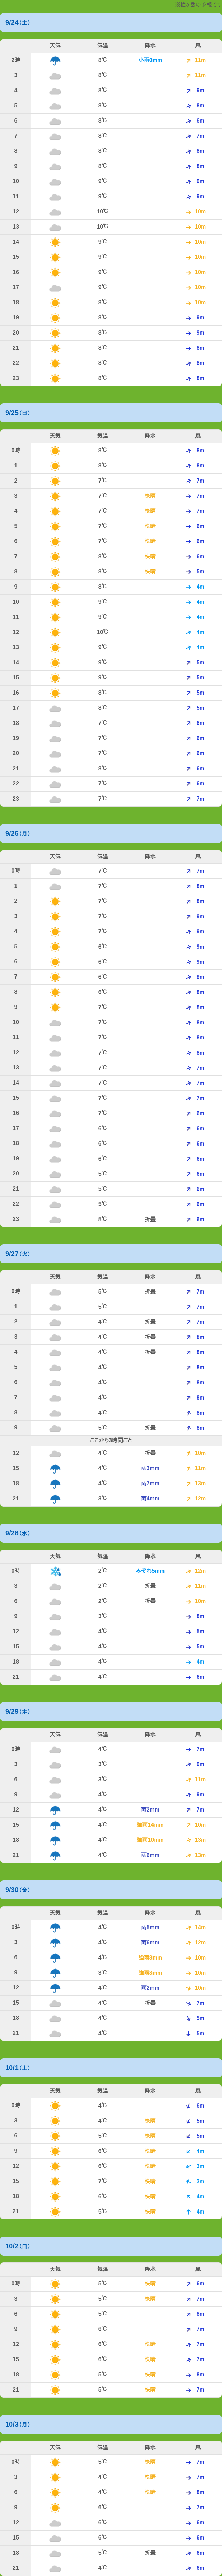 ※種ヶ岳の予報です
9/24(土)
天気 気温 降水 風
2時 8℃ 小雨0mm 11m
3 8℃ 11m
4 8℃ 9m
5 8℃ 8m
6 8℃ 6m
7 8℃ 7m
8 8℃ 8m
9 8℃ 8m
10 9℃ 9m
11 9℃ 9m
12 10℃ 10m
13 10℃ 10m
14 9℃ 10m
15 9℃ 10m
16 9℃ 10m
17 9℃ 10m
18 8℃ 10m
19 8℃ 9m
20 8℃ 9m
21 8℃ 8m
22 8℃ 8m
23 8℃ 8m
9/25(日)
天気 気温 降水 風
0時 8℃ 8m
1 8℃ 8m
2 7℃ 7m
3 7℃ 快晴 7m
4 7℃ 快晴 7m
5 7℃ 快晴 6m
6 7℃ 快晴 6m
7 8℃ 快晴 6m
8 8℃ 快晴 5m
9 8℃ 4m
10 9℃ 4m
11 9℃ 4m
12 10℃ 4m
13 9℃ 4m
14 9℃ 5m
15 9℃ 5m
16 8℃ 5m
17 8℃ 5m
18 7℃ 6m
19 7℃ 6m
20 7℃ 6m
21 8℃ 6m
22 7℃ 6m
23 7℃ 7m
9/26(月)
天気 気温 降水 風
0時 7℃ 7m
1 7℃ 8m
2 7℃ 8m
3 7℃ 9m
4 7℃ 9m
5 6℃ 9m
6 6℃ 9m
7 6℃ 9m
8 6℃ 8m
9 7℃ 8m
10 7℃ 8m
11 7℃ 8m
12 7℃ 8m
13 7℃ 7m
14 7℃ 7m
15 7℃ 7m
16 7℃ 6m
17 6℃ 6m
18 6℃ 6m
19 6℃ 6m
20 5℃ 6m
21 5℃ 6m
22 5℃ 6m
23 5℃ 折曇 6m
9/27(火)
天気 気温 降水 風
0時 5℃ 折曇 7m
1 5℃ 7m
2 4℃ 折曇 7m
3 4℃ 折曇 8m
4 4℃ 折曇 8m
5 4℃ 8m
6 4℃ 8m
7 4℃ 8m
8 4℃ 8m
9 5℃ 折曇 8m
ここから3時間ごと
12 4℃ 折曇 10m
15 4℃ 雨3mm 11m
18 4℃ 雨7mm 13m
21 3℃ 雨4mm 12m
9/28(水)
天気 気温 降水 風
0時 2℃ みぞれ5mm 12m
3 2℃ 折曇 11m
6 2℃ 折曇 10m
9 3℃ 8m
12 4℃ 5m
15 4℃ 5m
18 4℃ 4m
21 4℃ 6m
9/29(木)
天気 気温 降水 風
0時 4℃ 7m
3 3℃ 9m
6 3℃ 11m
9 4℃ 9m
12 4℃ 雨2mm 7m
15 4℃ 強雨14mm 10m
18 4℃ 強雨10mm 13m
21 4℃ 雨6mm 13m
9/30(金)
天気 気温 降水 風
0時 4℃ 雨5mm 14m
3 4℃ 雨6mm 12m
6 4℃ 強雨8mm 10m
9 3℃ 強雨8mm 10m
12 4℃ 雨2mm 10m
15 4℃ 折曇 7m
18 4℃ 5m
21 4℃ 5m
10/1(土)
天気 気温 降水 風
0時 4℃ 6m
3 4℃ 快晴 5m
6 5℃ 快晴 5m
9 6℃ 快晴 4m
12 6℃ 快晴 3m
15 7℃ 快晴 3m
18 6℃ 快晴 4m
21 5℃ 快晴 4m
10/2(日)
天気 気温 降水 風
0時 5℃ 快晴 6m
3 5℃ 快晴 7m
6 5℃ 8m
9 6℃ 7m
12 6℃ 快晴 7m
15 6℃ 快晴 7m
18 5℃ 快晴 8m
21 5℃ 快晴 7m
10/3(月)
天気 気温 降水 風
0時 5℃ 快晴 7m
3 4℃ 快晴 7m
6 4℃ 快晴 8m
9 6℃ 7m
12 6℃ 6m
15 6℃ 6m
18 5℃ 折曇 6m
21 4℃ 6m